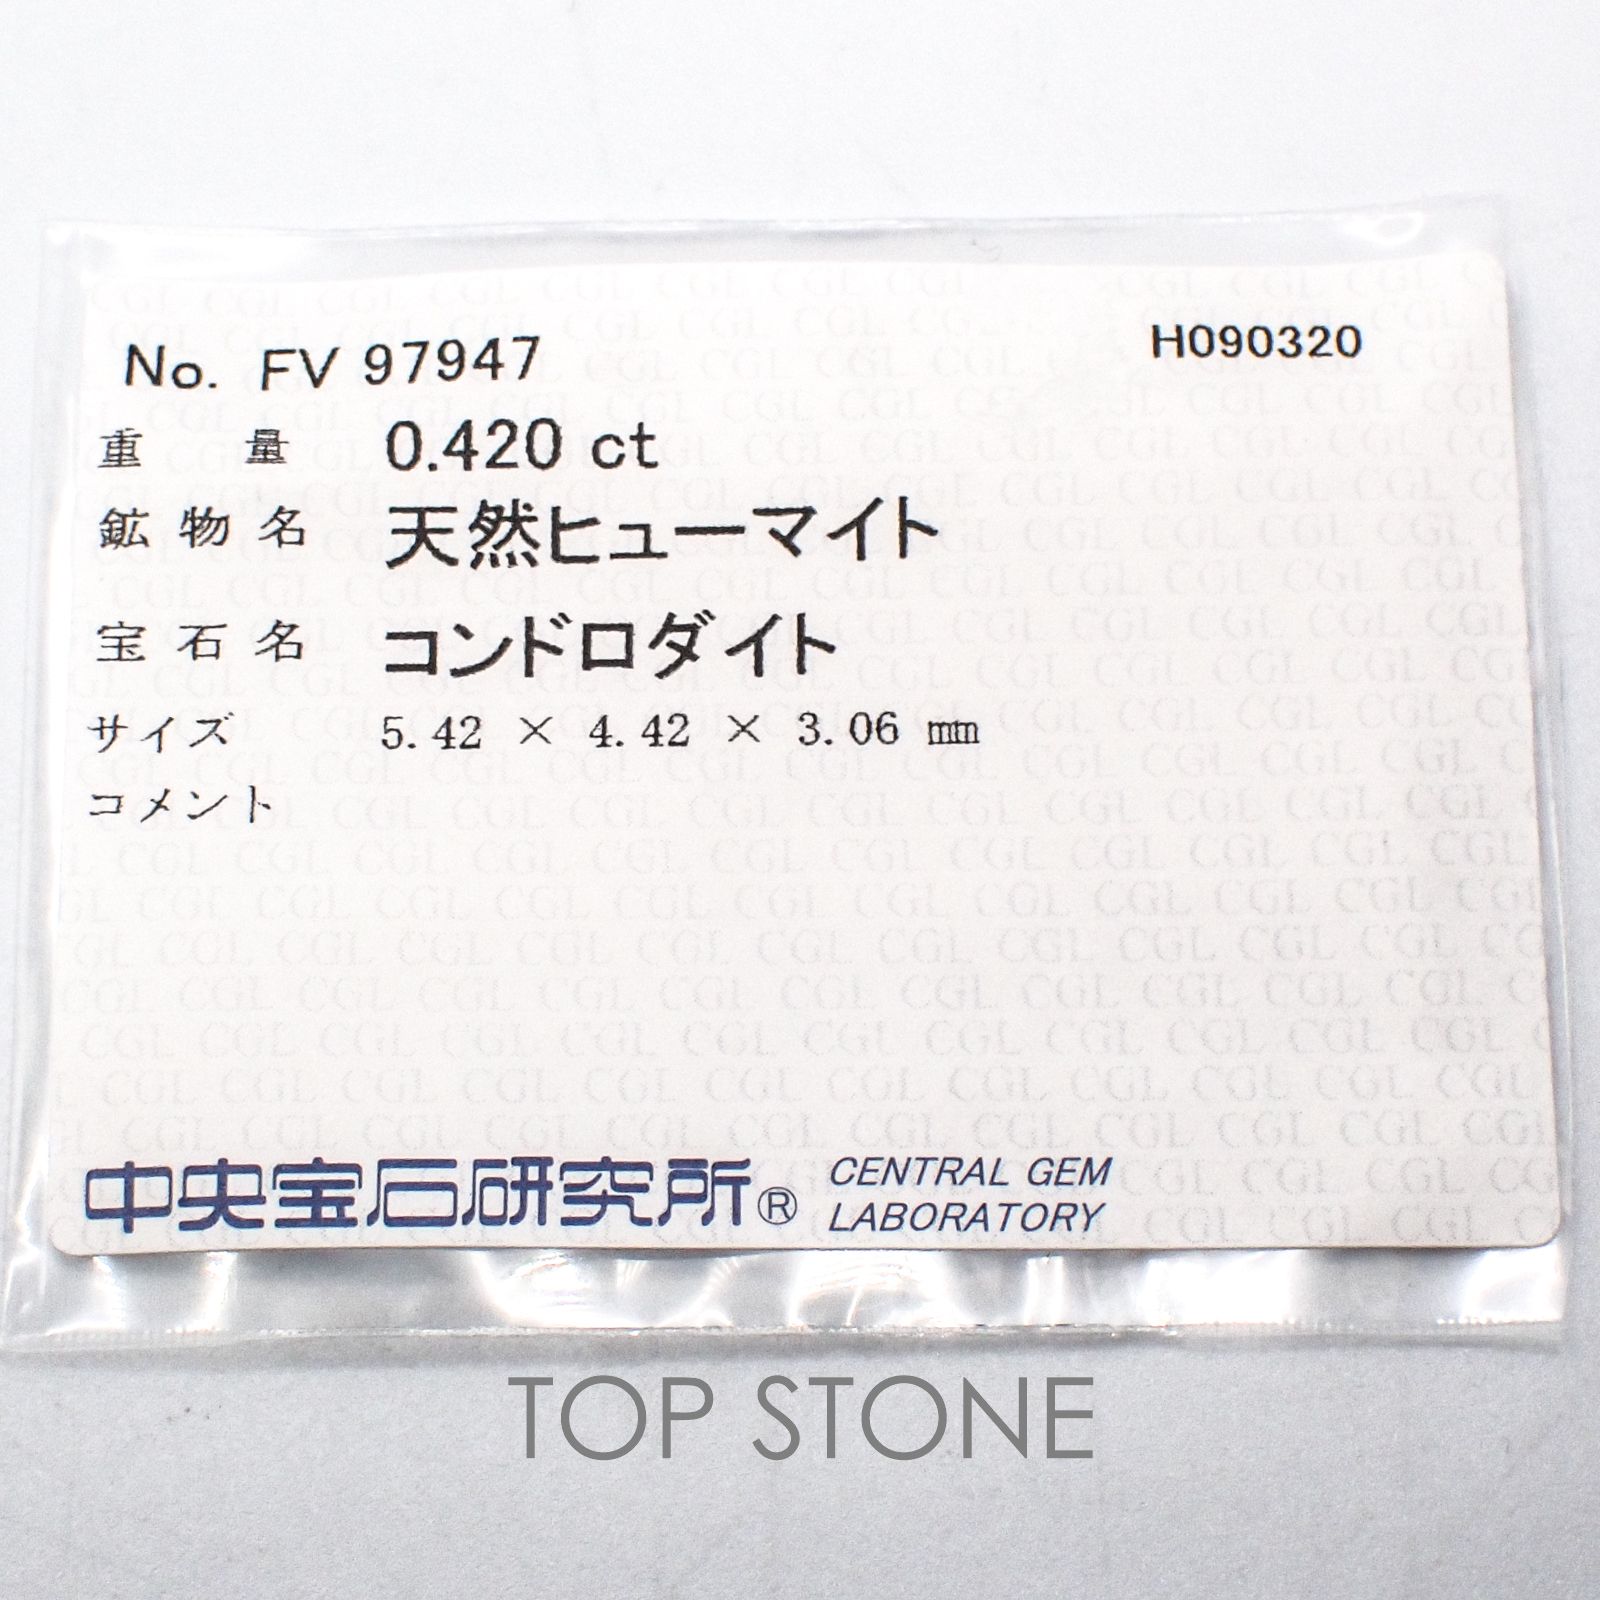 No. FV 97947
H090320
重量 0.420 ct
鉱物名 天然ヒューマイト
宝石名 コンドロダイト
サイズ 5.42 × 4.42 × 3.06 mm
コメント
中央宝石研究所® CENTRAL GEM LABORATORY
TOP STONE